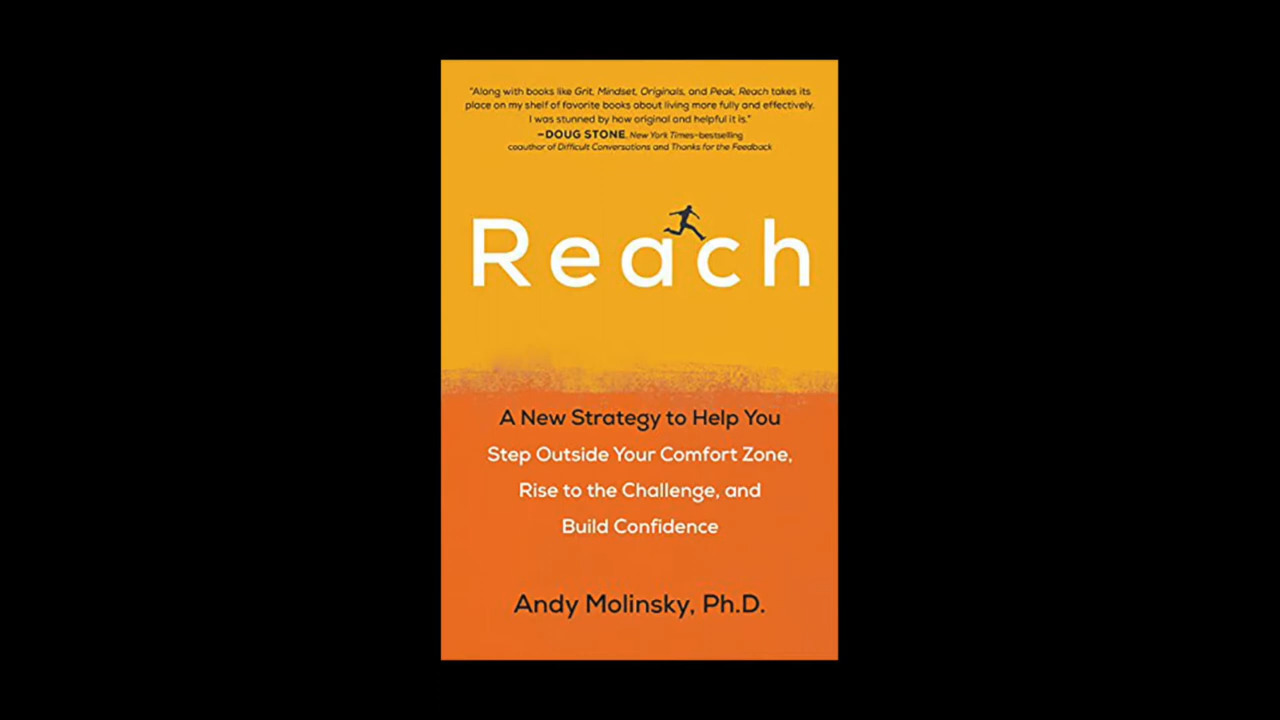 "Along with books like Grit, Mindset, Originals, and Peak, Reach takes its
place on my shelf of favorite books about living more fully and effectively.
I was stunned by how original and helpful it is."
—DOUG STONE, New York Times–bestselling
coauthor of Difficult Conversations and Thanks for the Feedback
Reach
A New Strategy to Help You
Step Outside Your Comfort Zone,
Rise to the Challenge, and
Build Confidence
Andy Molinsky, Ph.D.